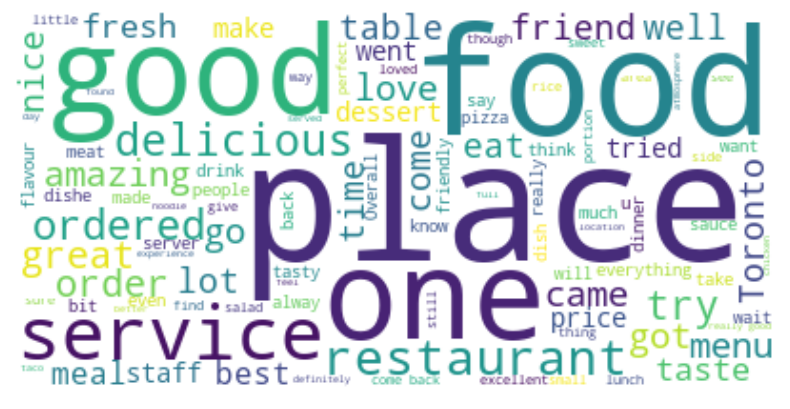 little fresh make table friend well
nice good food
though sweet
perfect went
loved
way
love
rice
atmosphere
found
day
served
dessert
say
pizza
portion
delicious
eat think tried want
meat
flavour
side
amazing drink
people
time
Overall
come
friendly
place
dishe made
noodle
give
back
know
full
really
much
u
location
dinner
sauce
Toronto
chicken
ordered go
server
experience
great
feel
dish
order lot tasty
one
will everything take
came
sure bit even
better
find salad
alway
still
price
thing
try
wait
really good
service
restaurant
got menu
meal staff best
taco
definitely
come back
excellent small lunch
taste